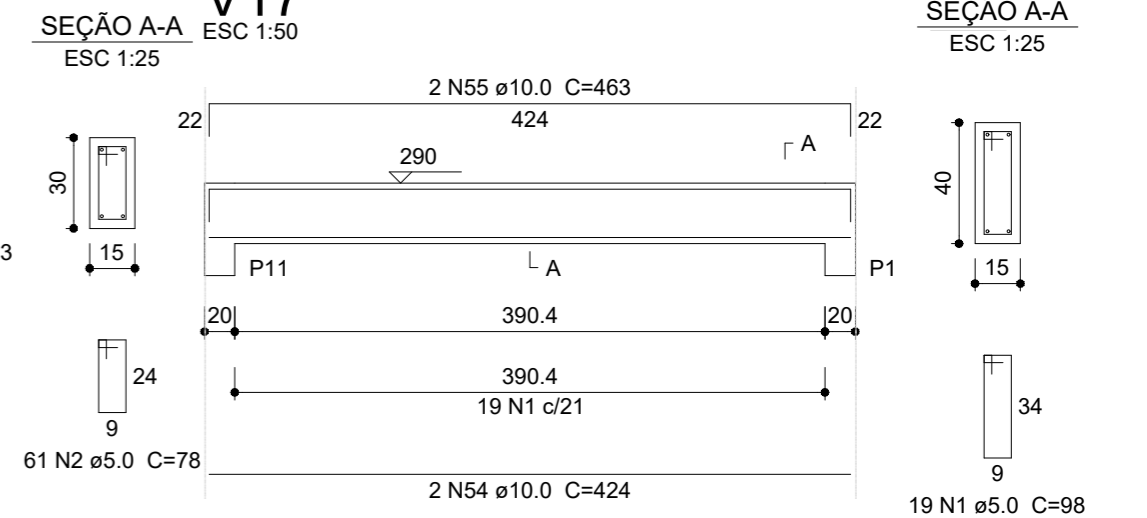 SEÇÃO A-A
ESC 1:25
30
15
3
24
9
61 N2 ø5.0 C=78
V17
ESC 1:50
2 N55 ø10.0 C=463
22
424
22
A
290
P11
A
P1
20
390.4
20
390.4
19 N1 c/21
2 N54 ø10.0 C=424
SEÇÃO A-A
ESC 1:25
40
15
34
9
19 N1 ø5.0 C=98